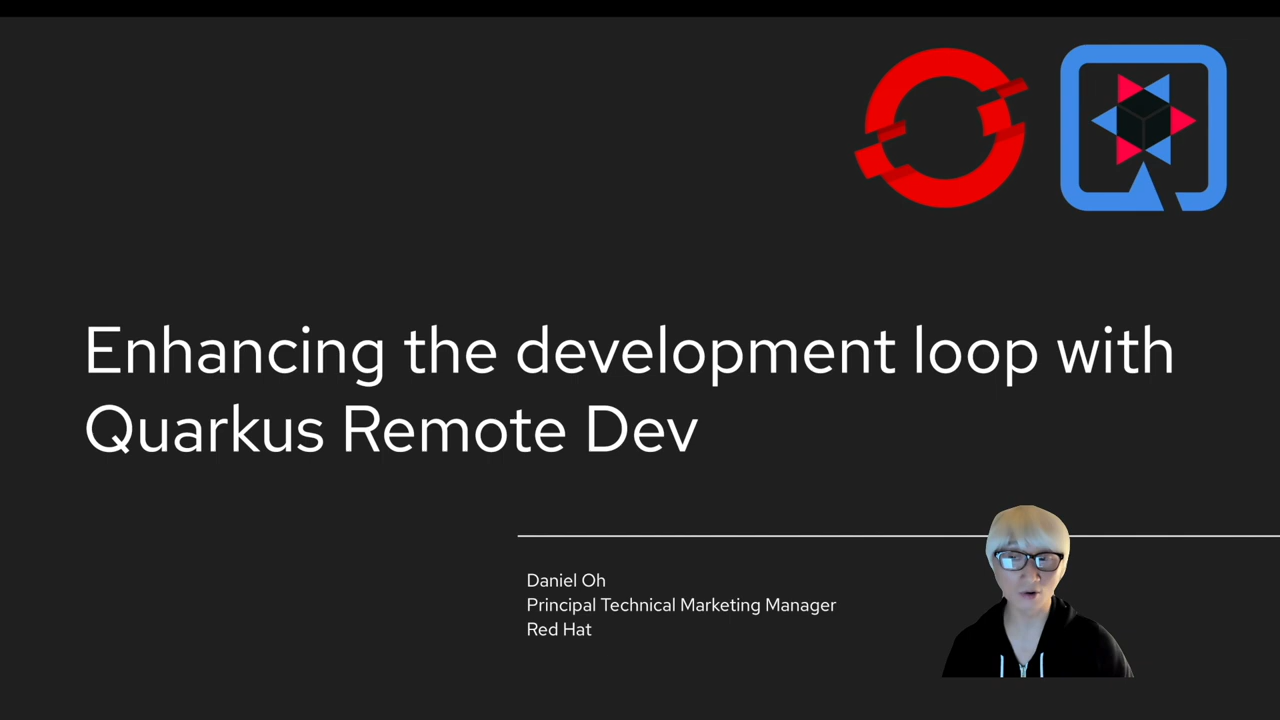 Enhancing the development loop with
Quarkus Remote Dev
Daniel Oh
Principal Technical Marketing Manager
Red Hat